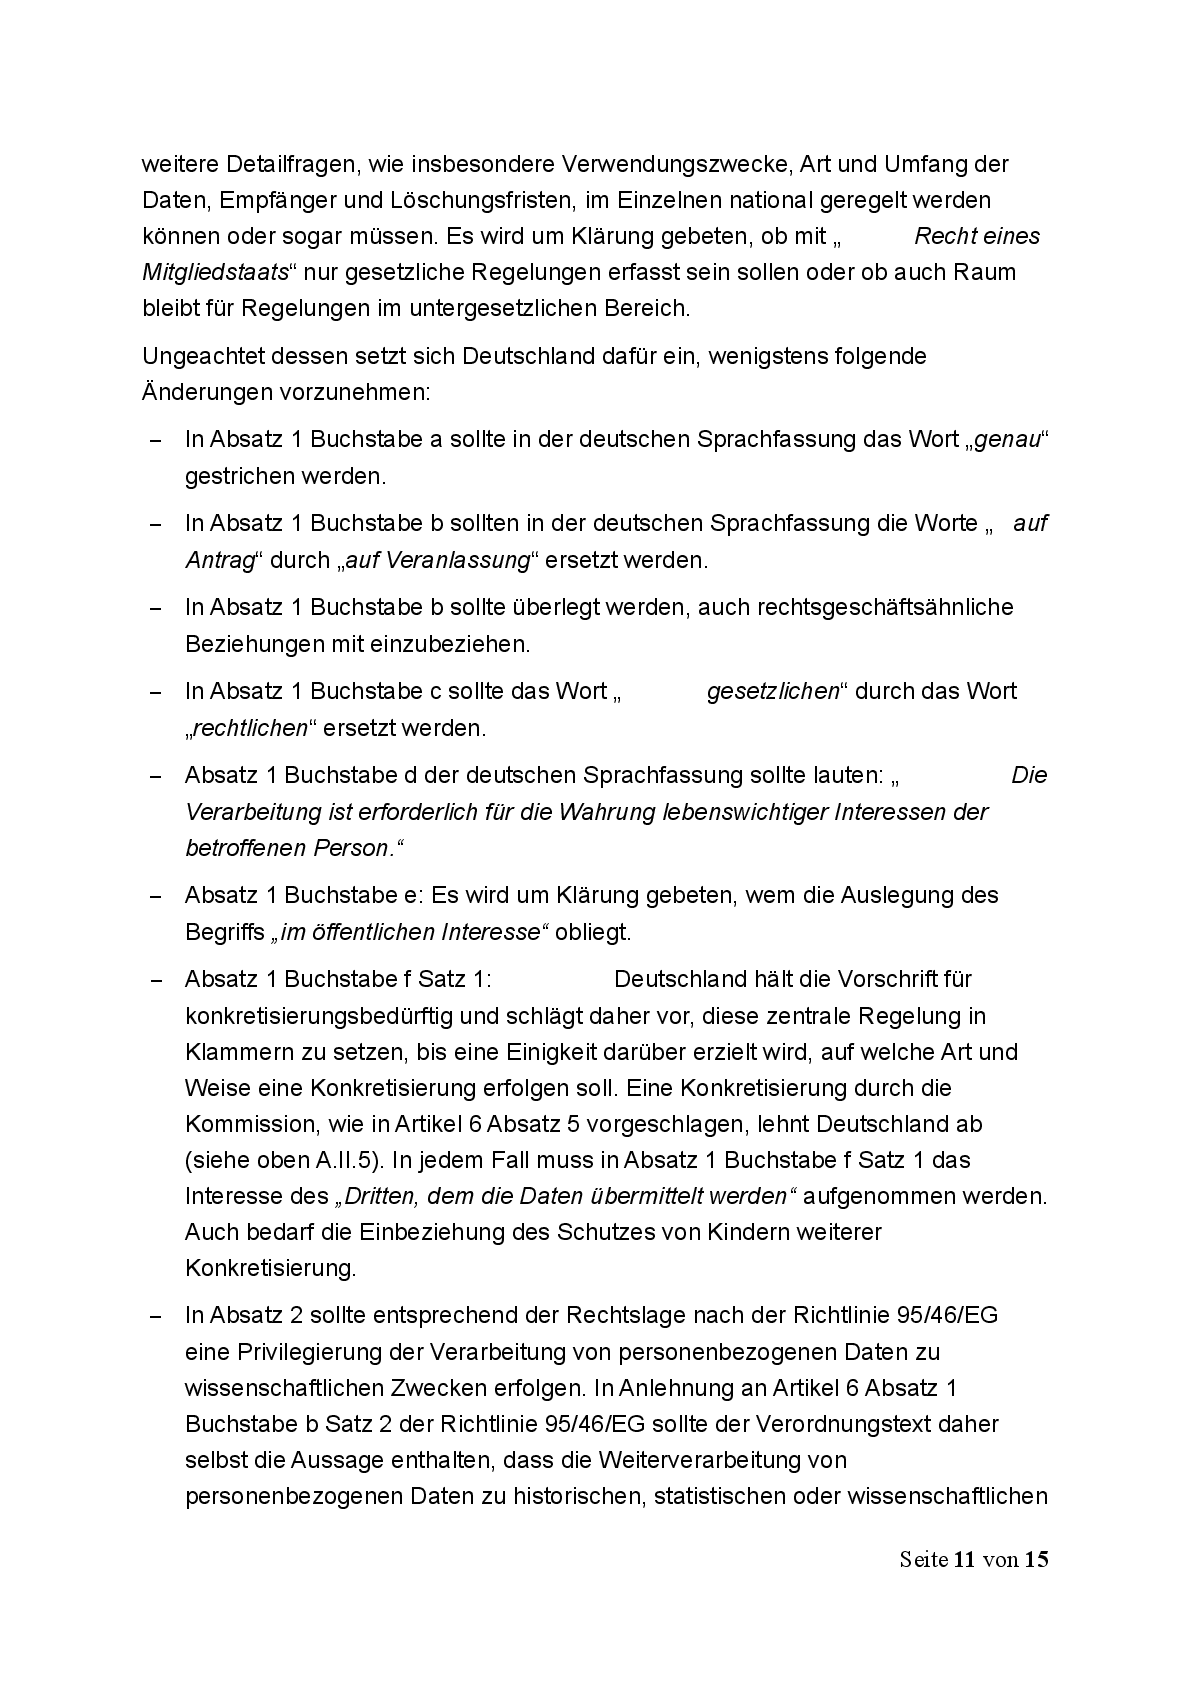 weitere Detailfragen, wie insbesondere Verwendungszwecke, Art und Umfang der
Daten, Empfänger und Löschungsfristen, im Einzelnen national geregelt werden
können oder sogar müssen. Es wird um Klärung gebeten, ob mit „Recht eines
Mitgliedstaats“ nur gesetzliche Regelungen erfasst sein sollen oder ob auch Raum
bleibt für Regelungen im untergesetzlichen Bereich.
Ungeachtet dessen setzt sich Deutschland dafür ein, wenigstens folgende
Änderungen vorzunehmen:
– In Absatz 1 Buchstabe a sollte in der deutschen Sprachfassung das Wort „genau“
gestrichen werden.
– In Absatz 1 Buchstabe b sollten in der deutschen Sprachfassung die Worte „auf
Antrag“ durch „auf Veranlassung“ ersetzt werden.
– In Absatz 1 Buchstabe b sollte überlegt werden, auch rechtsgeschäftsähnliche
Beziehungen mit einzubeziehen.
– In Absatz 1 Buchstabe c sollte das Wort „gesetzlichen“ durch das Wort
„rechtlichen“ ersetzt werden.
– Absatz 1 Buchstabe d der deutschen Sprachfassung sollte lauten: „Die
Verarbeitung ist erforderlich für die Wahrung lebenswichtiger Interessen der
betroffenen Person.“
– Absatz 1 Buchstabe e: Es wird um Klärung gebeten, wem die Auslegung des
Begriffs „im öffentlichen Interesse“ obliegt.
– Absatz 1 Buchstabe f Satz 1: Deutschland hält die Vorschrift für
konkretisierungsbedürftig und schlägt daher vor, diese zentrale Regelung in
Klammern zu setzen, bis eine Einigkeit darüber erzielt wird, auf welche Art und
Weise eine Konkretisierung erfolgen soll. Eine Konkretisierung durch die
Kommission, wie in Artikel 6 Absatz 5 vorgeschlagen, lehnt Deutschland ab
(siehe oben A.II.5). In jedem Fall muss in Absatz 1 Buchstabe f Satz 1 das
Interesse des „Dritten, dem die Daten übermittelt werden“ aufgenommen werden.
Auch bedarf die Einbeziehung des Schutzes von Kindern weiterer
Konkretisierung.
– In Absatz 2 sollte entsprechend der Rechtslage nach der Richtlinie 95/46/EG
eine Privilegierung der Verarbeitung von personenbezogenen Daten zu
wissenschaftlichen Zwecken erfolgen. In Anlehnung an Artikel 6 Absatz 1
Buchstabe b Satz 2 der Richtlinie 95/46/EG sollte der Verordnungstext daher
selbst die Aussage enthalten, dass die Weiterverarbeitung von
personenbezogenen Daten zu historischen, statistischen oder wissenschaftlichen
Seite 11 von 15